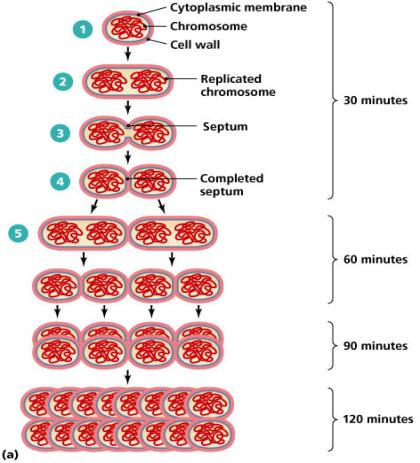 Cytoplasmic membrane
1
Chromosome
Cell wall
2
Replicated
chromosome
30 minutes
3
Septum
4
Completed
septum
5
60 minutes
90 minutes
120 minutes
(a)